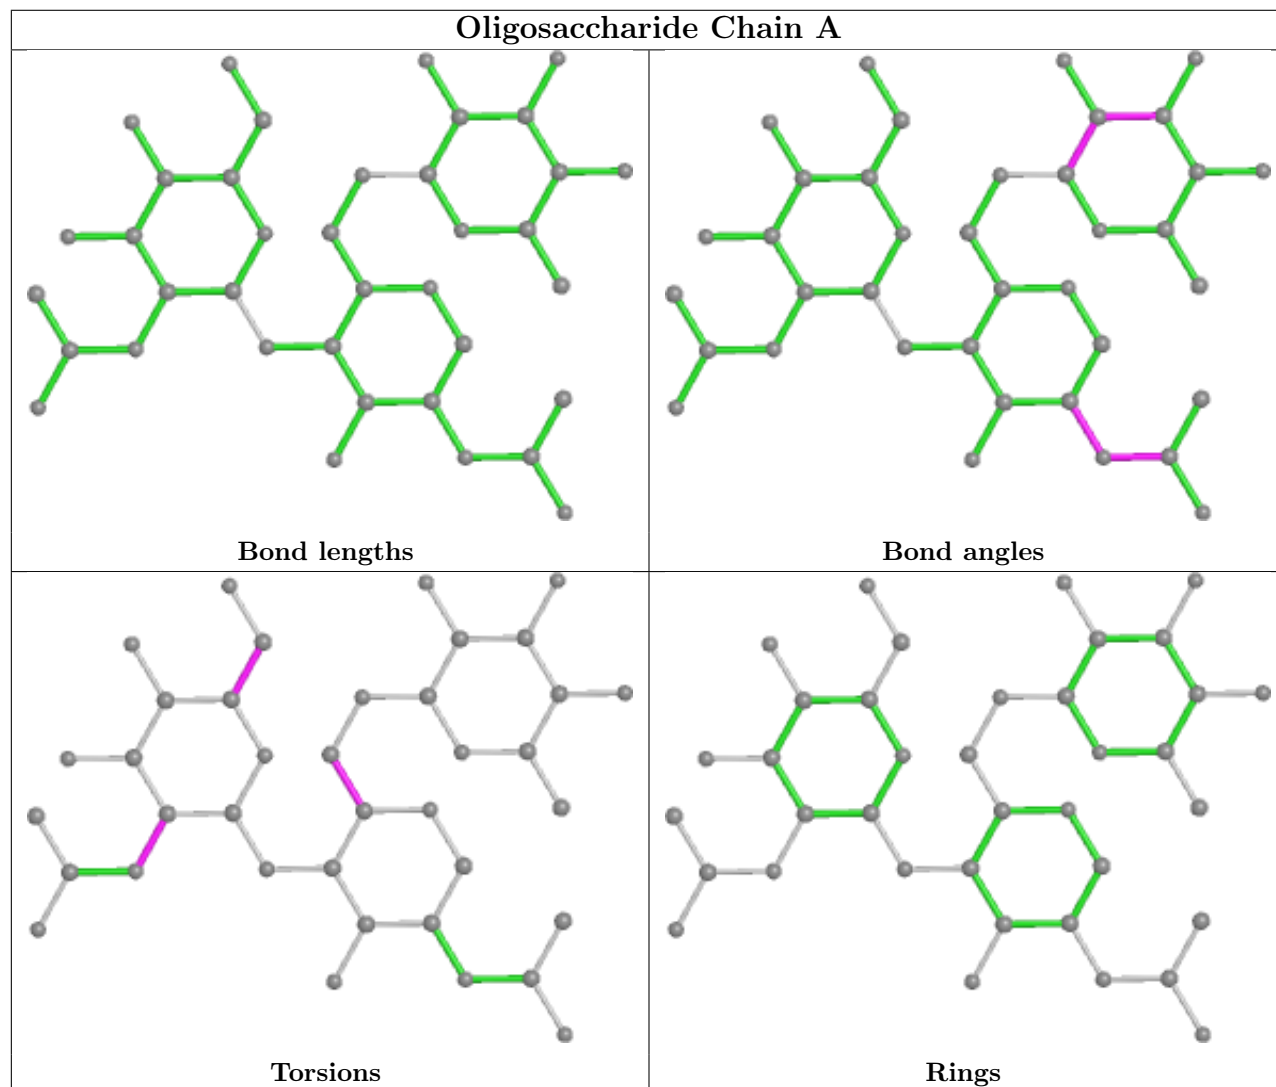 Oligosaccharide Chain A
Bond lengths
Bond angles
Torsions
Rings